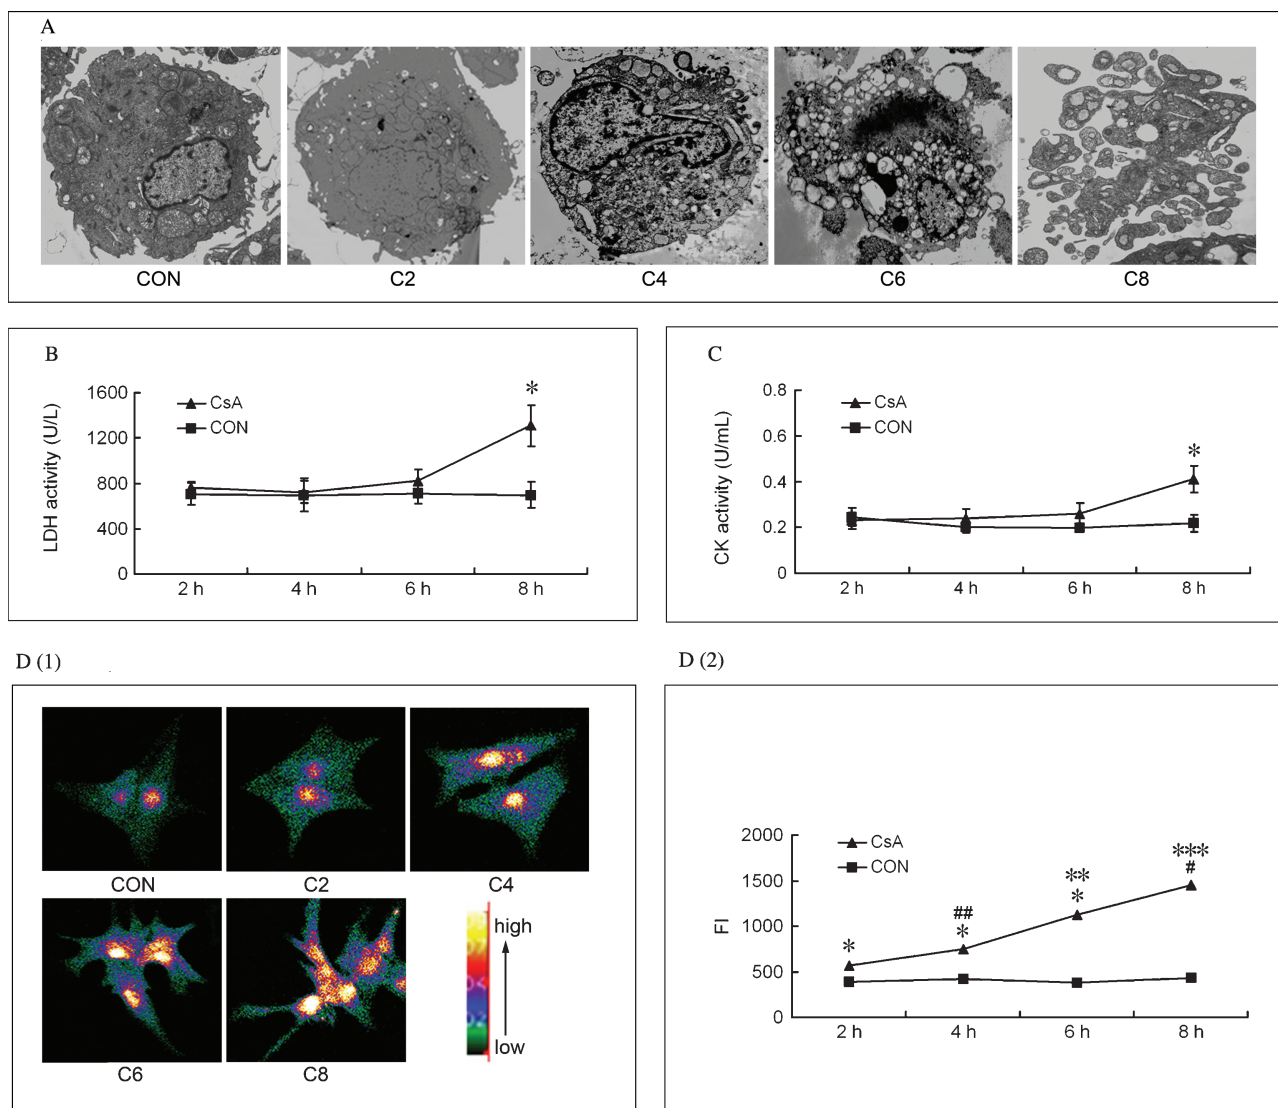 A
CON C2 C4 C6 C8
B
LDH activity (U/L)
1600
1200
800
400
0
CsA
CON
*
2 h 4 h 6 h 8 h
C
CK activity (U/mL)
0.8
0.6
0.4
0.2
0
CsA
CON
*
2 h 4 h 6 h 8 h
D (1)
CON C2 C4
C6 C8
high
low
D (2)
FI
2000
1500
1000
500
0
CsA
CON
*
##
*
**
*
***
#
2 h 4 h 6 h 8 h